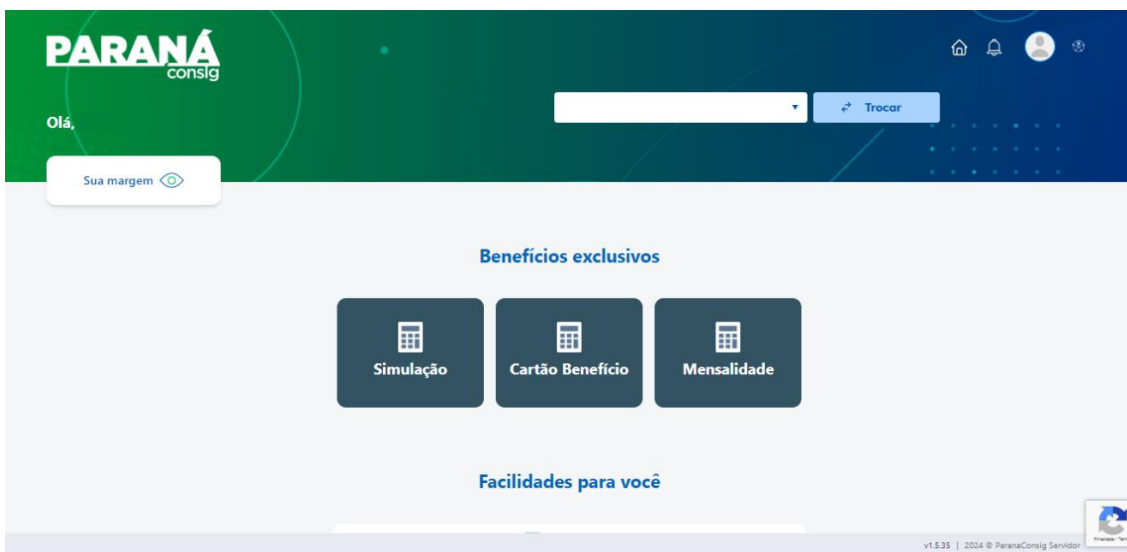 PARANÁ
consig
Trocar
Olá,
Sua margem
Benefícios exclusivos
Simulação
Cartão Benefício
Mensalidade
Facilidades para você
v1.5.35 | 2024 © ParanaConsig Servidor